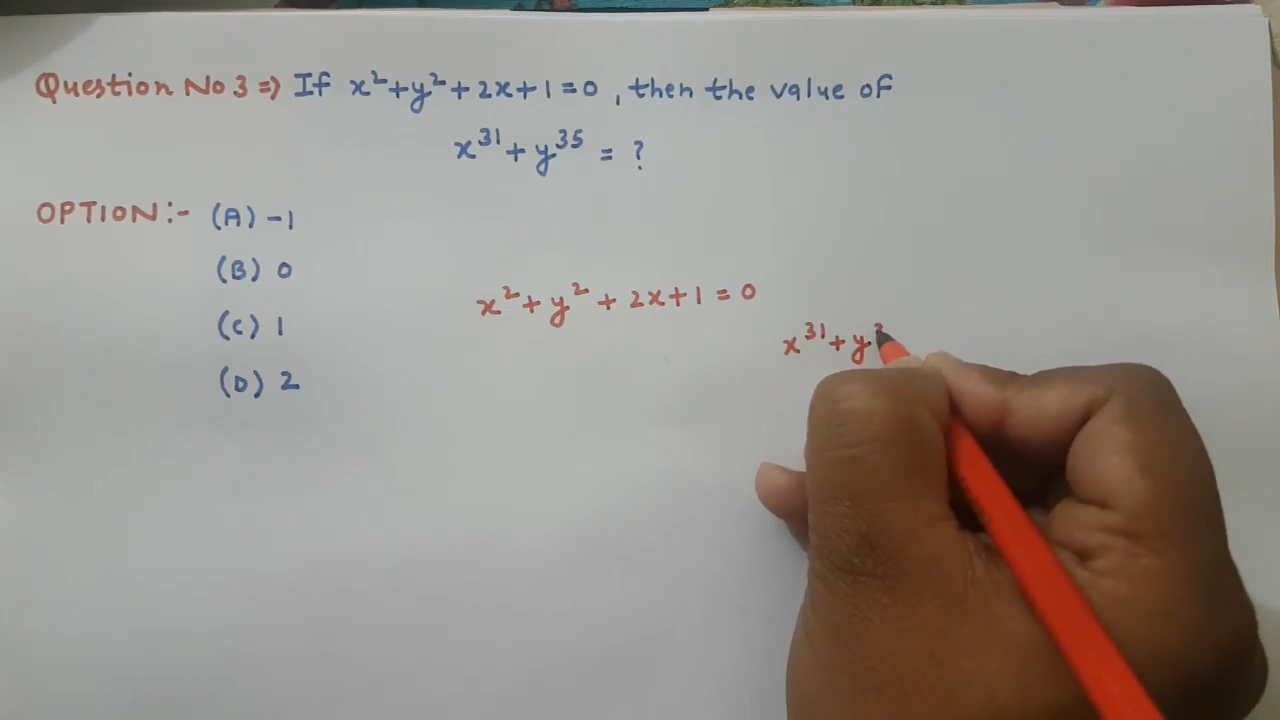 Question No 3 => If x²+y²+2x+1=0, then the value of
x³¹+y³⁵ = ?
OPTION:- (A) -1
(B) 0
(C) 1
(D) 2
x²+y²+2x+1=0
x³¹+y